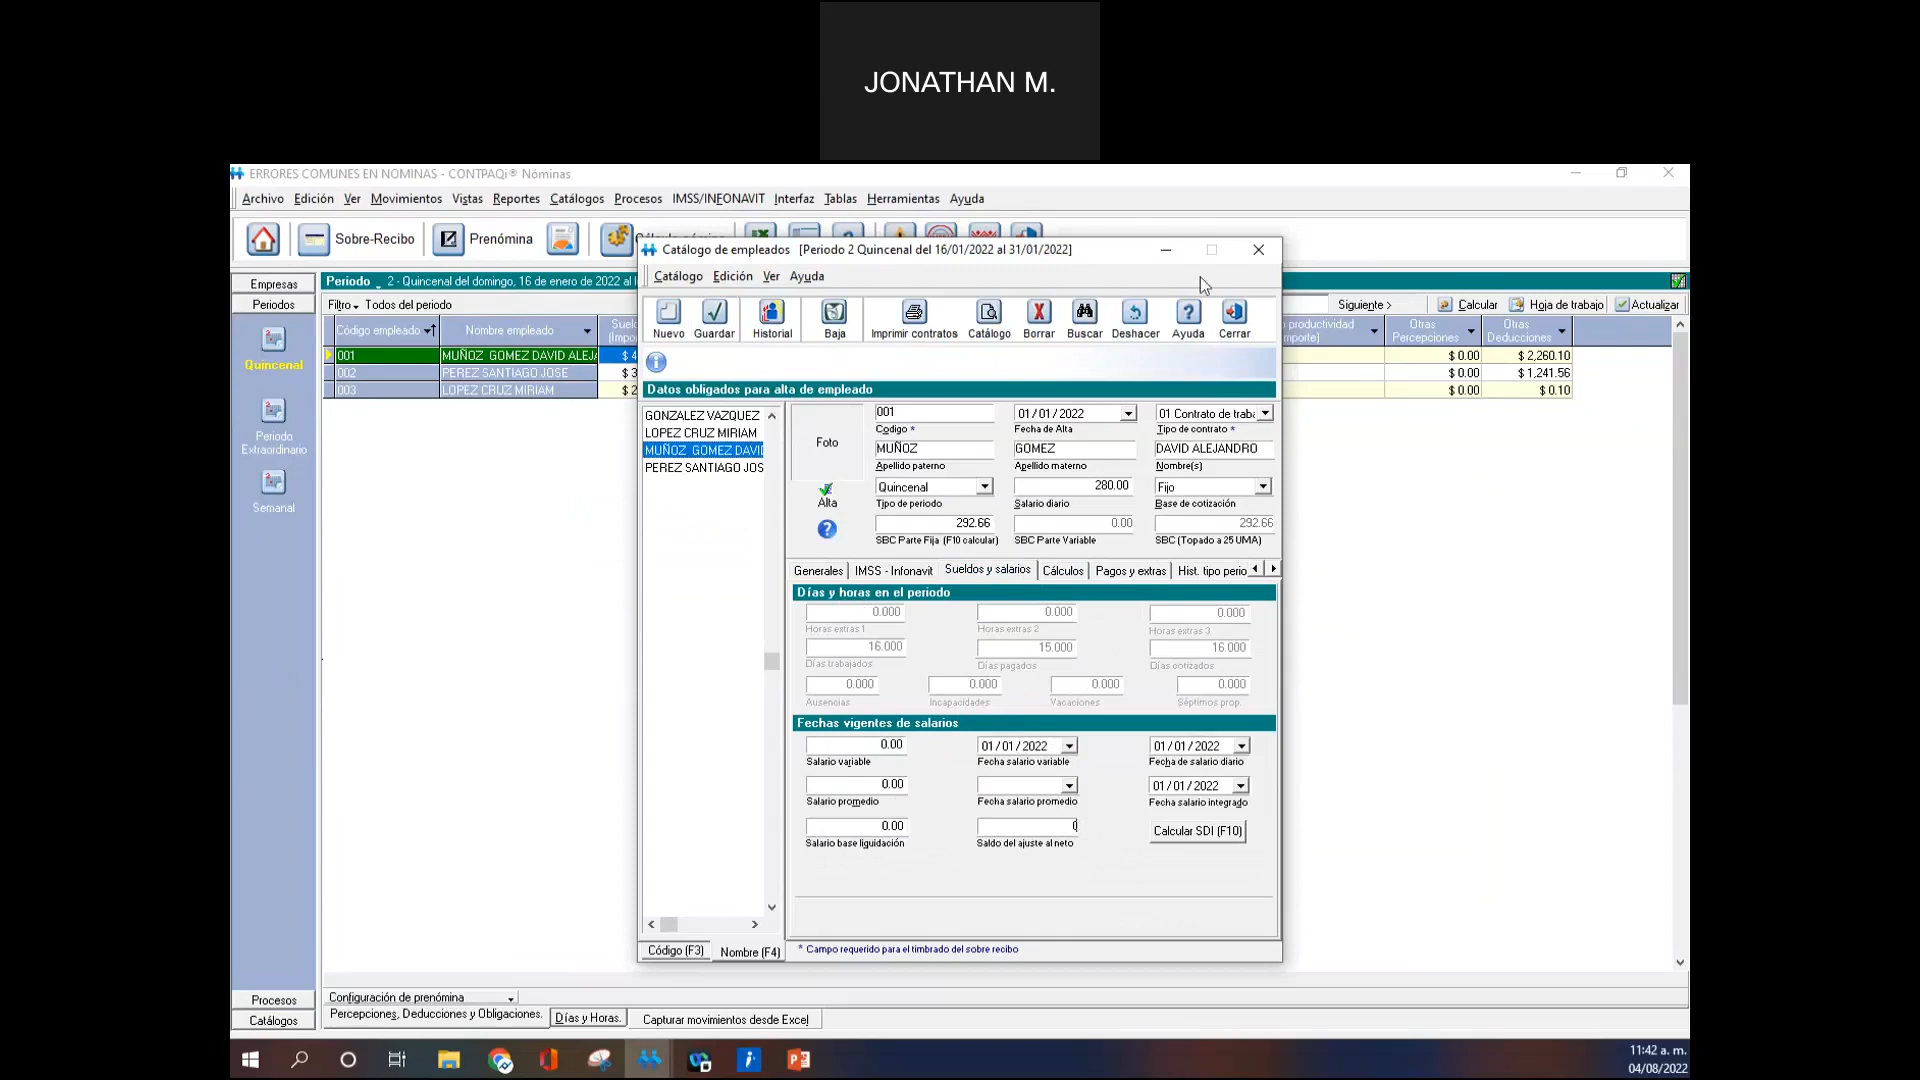 JONATHAN M.
ERRORES COMUNES EN NOMINAS - CONTPAQi® Nóminas
Archivo Edición Ver Movimientos Vistas Reportes Catálogos Procesos IMSS/INFONAVIT Interfaz Tablas Herramientas Ayuda
Sobre-Recibo Prenómina
Empresas
Periodos
Quincenal
Periodo Extraordinario
Semanal
Procesos
Catálogos
Periodo 2 - Quincenal del domingo, 16 de enero de 2022 al
Filtro Todos del periodo
Siguiente > Calcular Hoja de trabajo Actualizar
Código empleado Nombre empleado productividad Otras Percepciones Otras Deducciones
001 MUÑOZ GOMEZ DAVID ALEJA $ 4 $ 0.00 $ 2,260.10
002 PEREZ SANTIAGO JOSE $ 3 $ 0.00 $ 1,241.56
003 LOPEZ CRUZ MIRIAM $ 2 $ 0.00 $ 0.10
Catálogo de empleados [Periodo 2 Quincenal del 16/01/2022 al 31/01/2022]
Catálogo Edición Ver Ayuda
Nuevo Guardar Historial Baja Imprimir contratos Catálogo Borrar Buscar Deshacer Ayuda Cerrar
Datos obligados para alta de empleado
GONZALEZ VAZQUEZ
LOPEZ CRUZ MIRIAM
MUÑOZ GOMEZ DAVID
PEREZ SANTIAGO JOS
Foto
Alta
001 01/01/2022 01 Contrato de traba
Código * Fecha de Alta Tipo de contrato *
MUÑOZ GOMEZ DAVID ALEJANDRO
Apellido paterno Apellido materno Nombre(s)
Quincenal 280.00 Fijo
Tipo de periodo Salario diario Base de cotización
292.66 0.00 292.66
SBC Parte Fija (F10 calcular) SBC Parte Variable SBC (Topado a 25 UMA)
Generales IMSS - Infonavit Sueldos y salarios Cálculos Pagos y extras Hist. tipo perio
Días y horas en el periodo
0.000 0.000 0.000
Horas extras 1 Horas extras 2 Horas extras 3
16.000 15.000 16.000
Días trabajados Días pagados Días cotizados
0.000 0.000 0.000 0.000
Ausencias Incapacidades Vacaciones Séptimos prop.
Fechas vigentes de salarios
0.00 01/01/2022 01/01/2022
Salario variable Fecha salario variable Fecha de salario diario
0.00 01/01/2022
Salario promedio Fecha salario promedio Fecha salario integrado
0.00 0 Calcular SDI (F10)
Salario base liquidación Saldo del ajuste al neto
Código (F3) Nombre (F4) * Campo requerido para el timbrado del sobre recibo
Configuración de prenómina
Percepciones, Deducciones y Obligaciones. Días y Horas. Capturar movimientos desde Excel
11:42 a. m.
04/08/2022